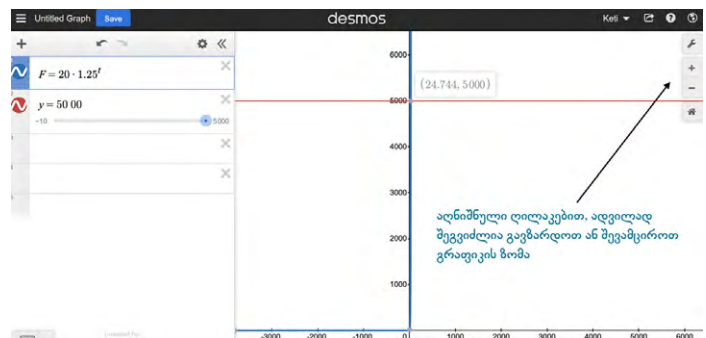 Untitled Graph Save desmos Keti
F = 20 · 1.25^t
y = 50 00
-10 5000
6000
(24.744, 5000)
5000
4000
3000
2000
1000
აღნიშნული ღილაკებით, ადვილად
შეგვიძლია გავზარდოთ ან შევამციროთ
გრაფიკის ზომა
-3000 -2000 -1000 0 1000 2000 3000 4000 5000 6000